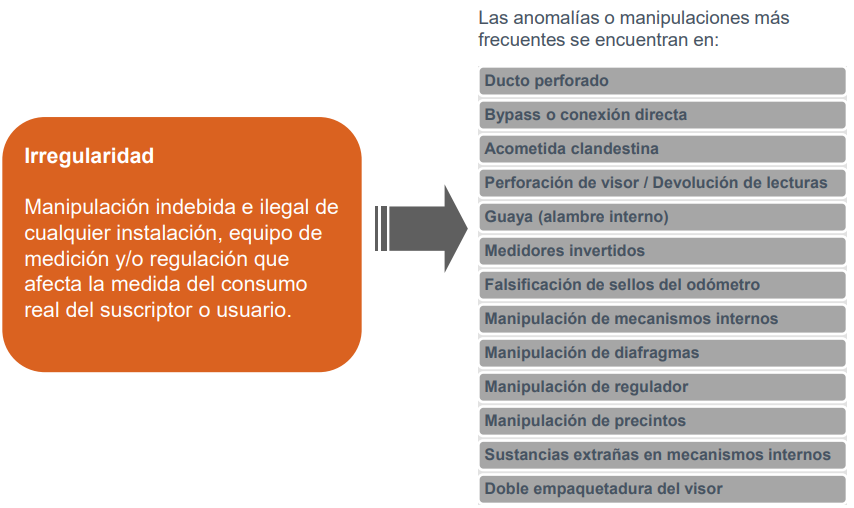 Las anomalías o manipulaciones más
frecuentes se encuentran en:
Irregularidad
Manipulación indebida e ilegal de
cualquier instalación, equipo de
medición y/o regulación que
afecta la medida del consumo
real del suscriptor o usuario.
Ducto perforado
Bypass o conexión directa
Acometida clandestina
Perforación de visor / Devolución de lecturas
Guaya (alambre interno)
Medidores invertidos
Falsificación de sellos del odómetro
Manipulación de mecanismos internos
Manipulación de diafragmas
Manipulación de regulador
Manipulación de precintos
Sustancias extrañas en mecanismos internos
Doble empaquetadura del visor